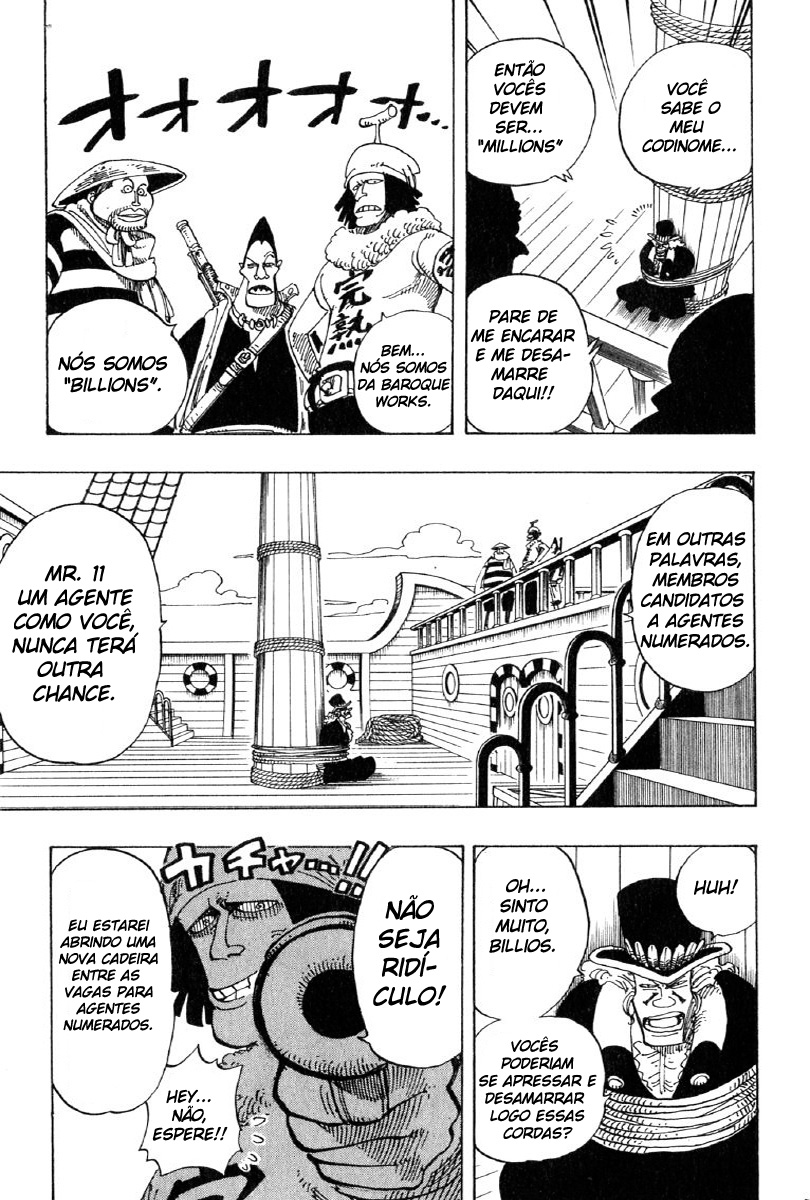 VOCÊ
SABE O
MEU
CODINOME...
ENTÃO
VOCÊS
DEVEM
SER...
"MILLIONS"
PARE DE
ME ENCARAR
E ME DESA-
MARRE
DAQUI!!
オオオオオ...
完熟
BEM...
NÓS SOMOS
DA BAROQUE
WORKS.
NÓS SOMOS
"BILLIONS".
EM OUTRAS
PALAVRAS,
MEMBROS
CANDIDATOS
A AGENTES
NUMERADOS.
MR. 11
UM AGENTE
COMO VOCÊ,
NUNCA TERÁ
OUTRA
CHANCE.
HUH!
OH...
SINTO
MUITO,
BILLIOS.
VOCÊS
PODERIAM
SE APRESSAR E
DESAMARRAR
LOGO ESSAS
CORDAS?
ガチャ...!!
NÃO
SEJA
RIDÍ-
CULO!
EU ESTAREI
ABRINDO UMA
NOVA CADEIRA
ENTRE AS
VAGAS PARA
AGENTES
NUMERADOS.
HEY...
NÃO,
ESPERE!!